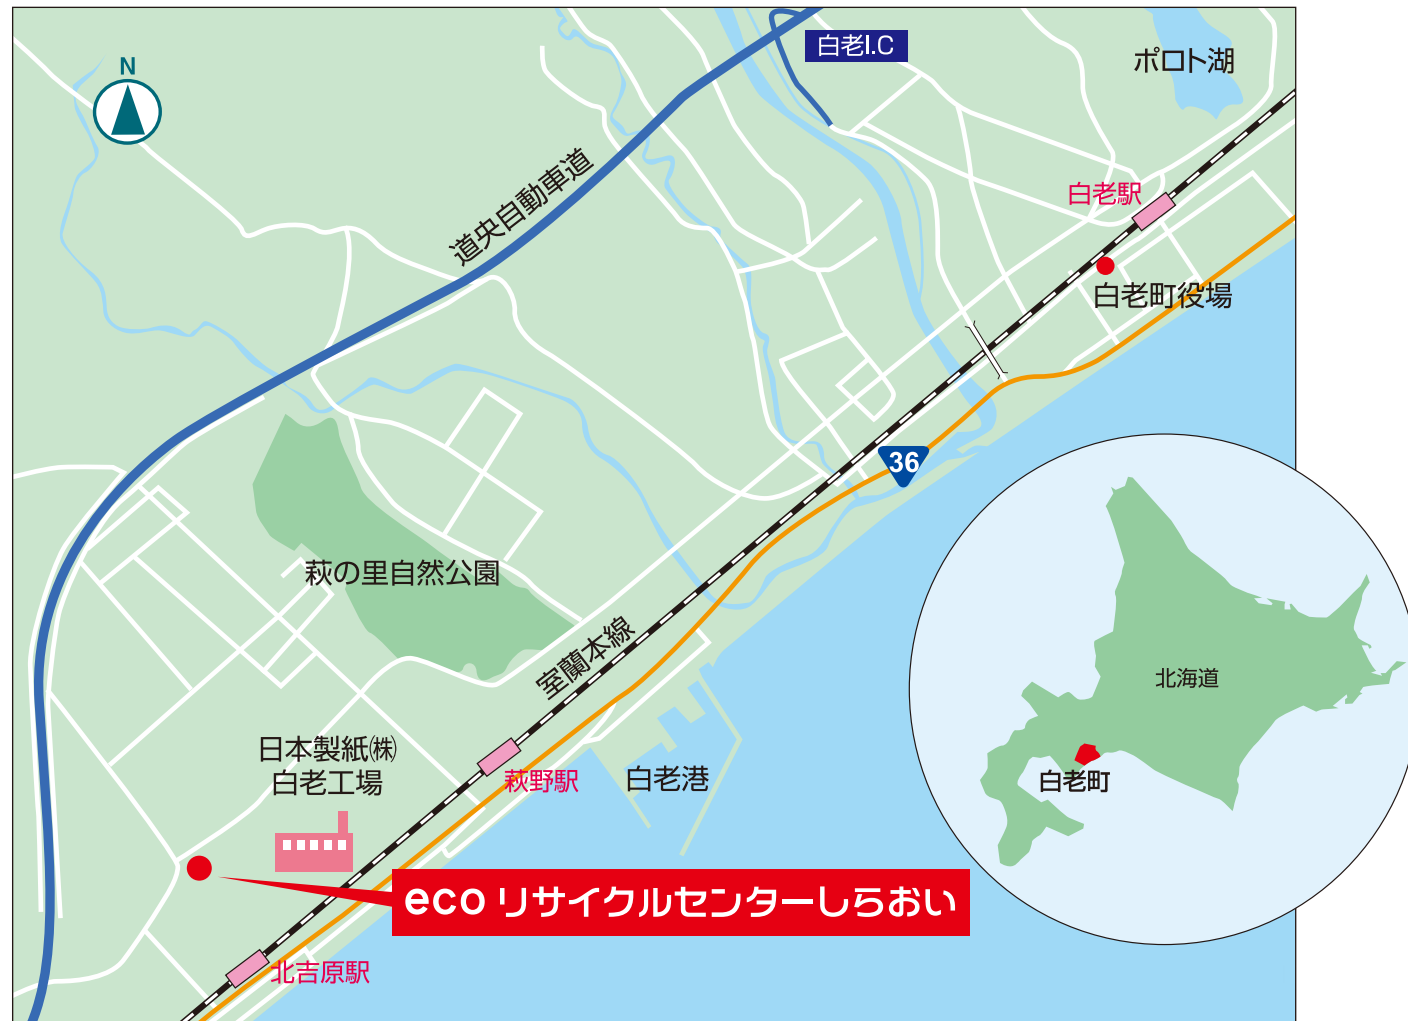 白老I.C
ポロト湖
N
道央自動車道
白老駅
白老町役場
36
萩の里自然公園
室蘭本線
北海道
白老町
日本製紙㈱
白老工場
萩野駅
白老港
eco リサイクルセンターしらおい
北吉原駅